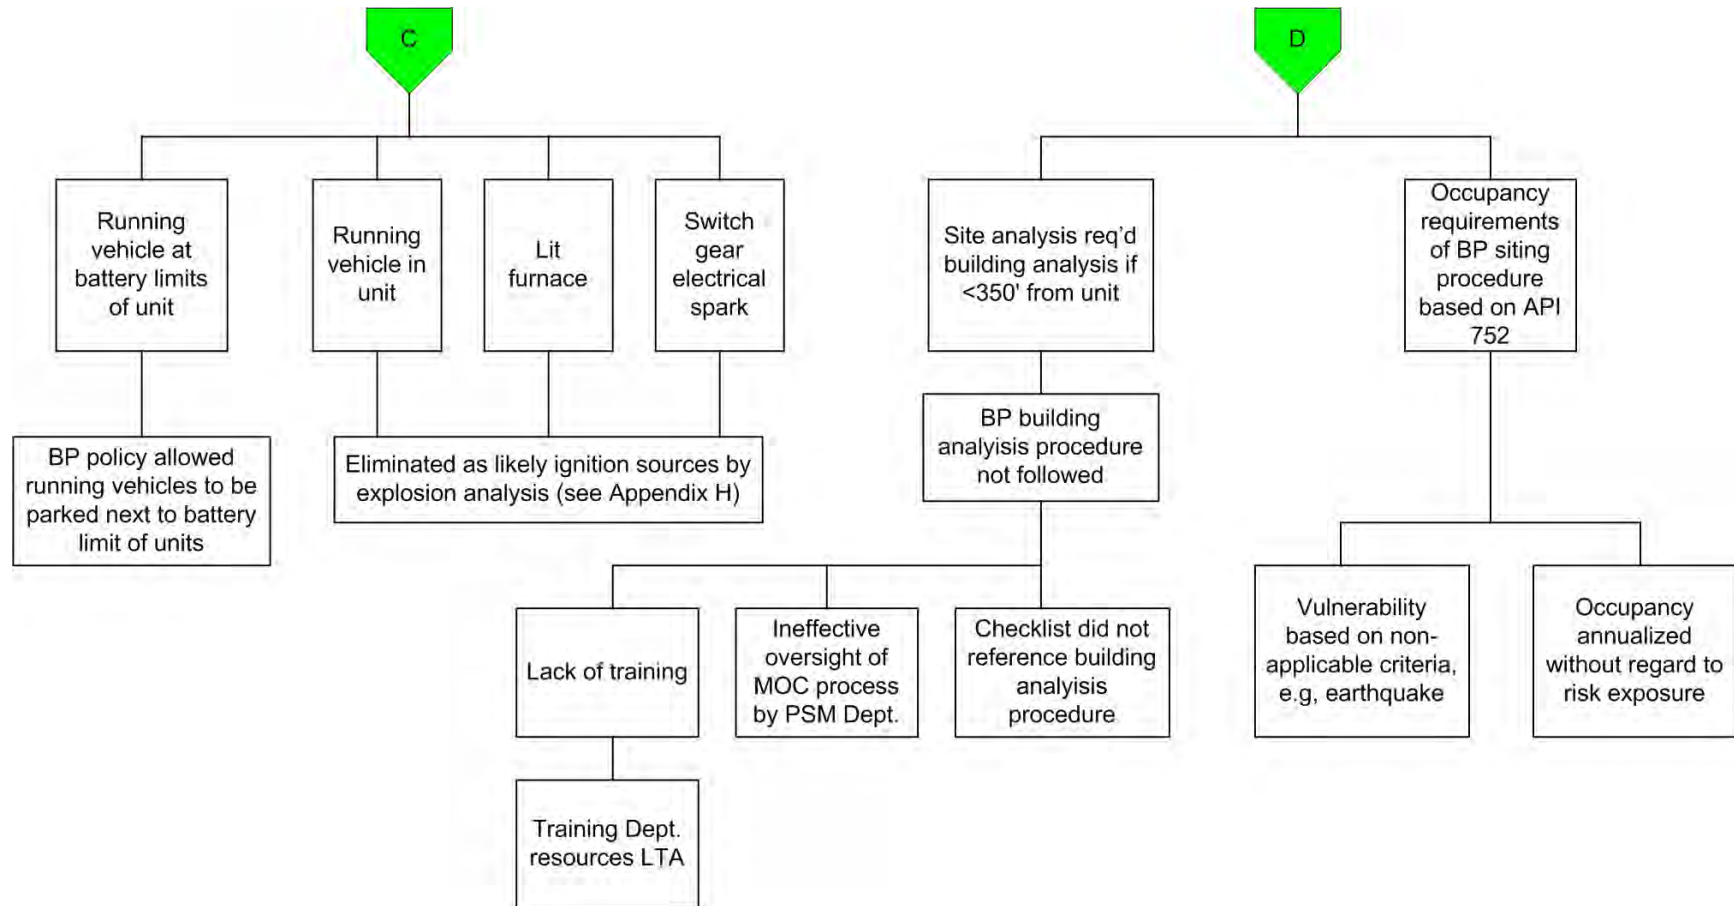 C
D
Running
vehicle at
battery limits
of unit
Running
vehicle in
unit
Lit
furnace
Switch
gear
electrical
spark
Site analysis req’d
building analysis if
<350' from unit
Occupancy
requirements
of BP siting
procedure
based on API
752
BP policy allowed
running vehicles to be
parked next to battery
limit of units
Eliminated as likely ignition sources by
explosion analysis (see Appendix H)
BP building
analyisis procedure
not followed
Lack of training
Ineffective
oversight of
MOC process
by PSM Dept.
Checklist did not
reference building
analyisis
procedure
Vulnerability
based on non-
applicable criteria,
e.g, earthquake
Occupancy
annualized
without regard to
risk exposure
Training Dept.
resources LTA